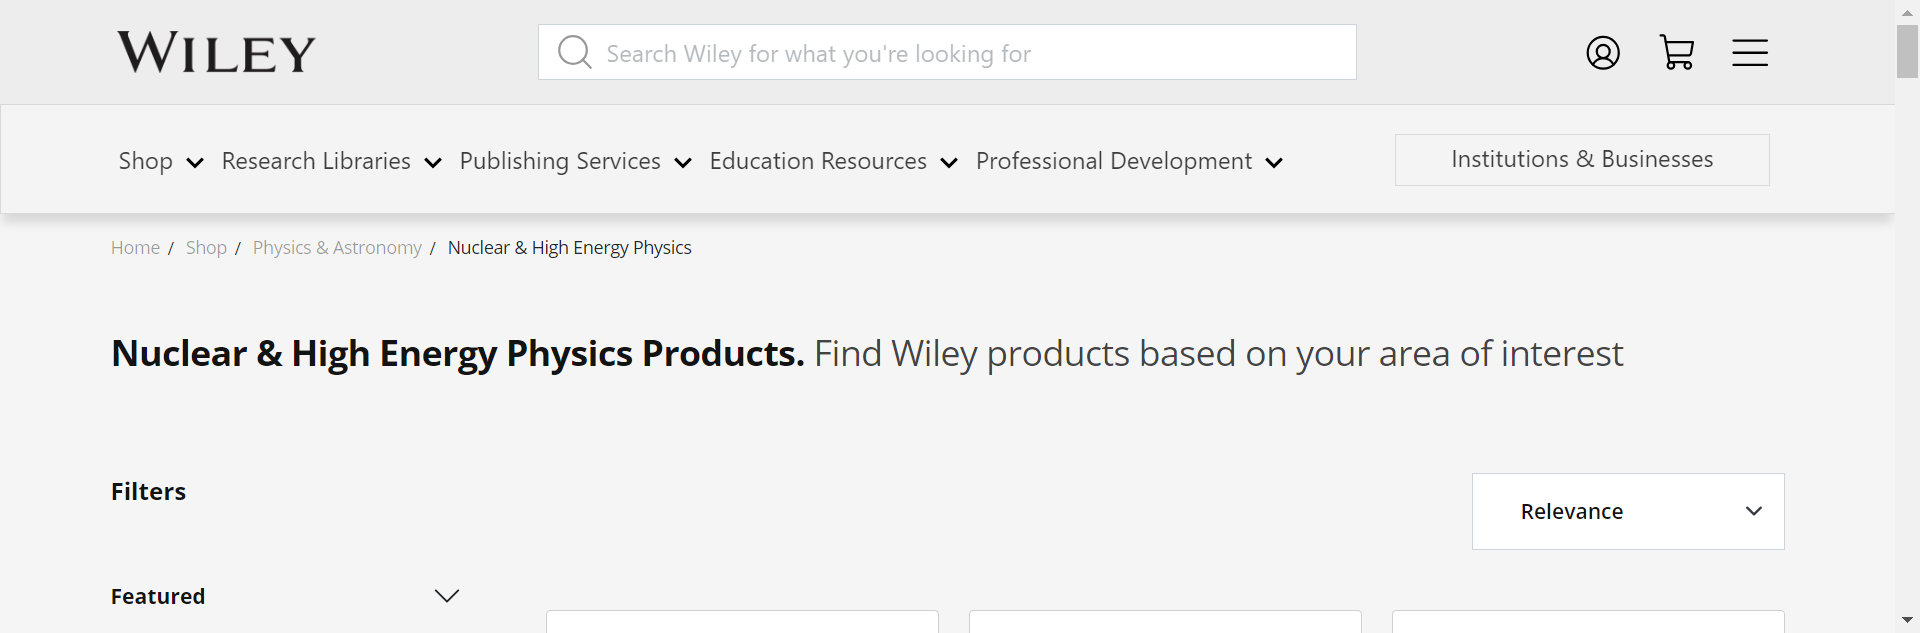 WILEY
Search Wiley for what you're looking for
Shop Research Libraries Publishing Services Education Resources Professional Development Institutions & Businesses
Home / Shop / Physics & Astronomy / Nuclear & High Energy Physics
Nuclear & High Energy Physics Products. Find Wiley products based on your area of interest
Filters
Relevance
Featured